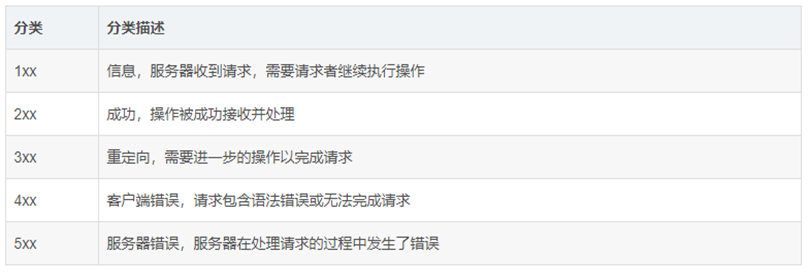 分类 分类描述
1xx 信息，服务器收到请求，需要请求者继续执行操作
2xx 成功，操作被成功接收并处理
3xx 重定向，需要进一步的操作以完成请求
4xx 客户端错误，请求包含语法错误或无法完成请求
5xx 服务器错误，服务器在处理请求的过程中发生了错误